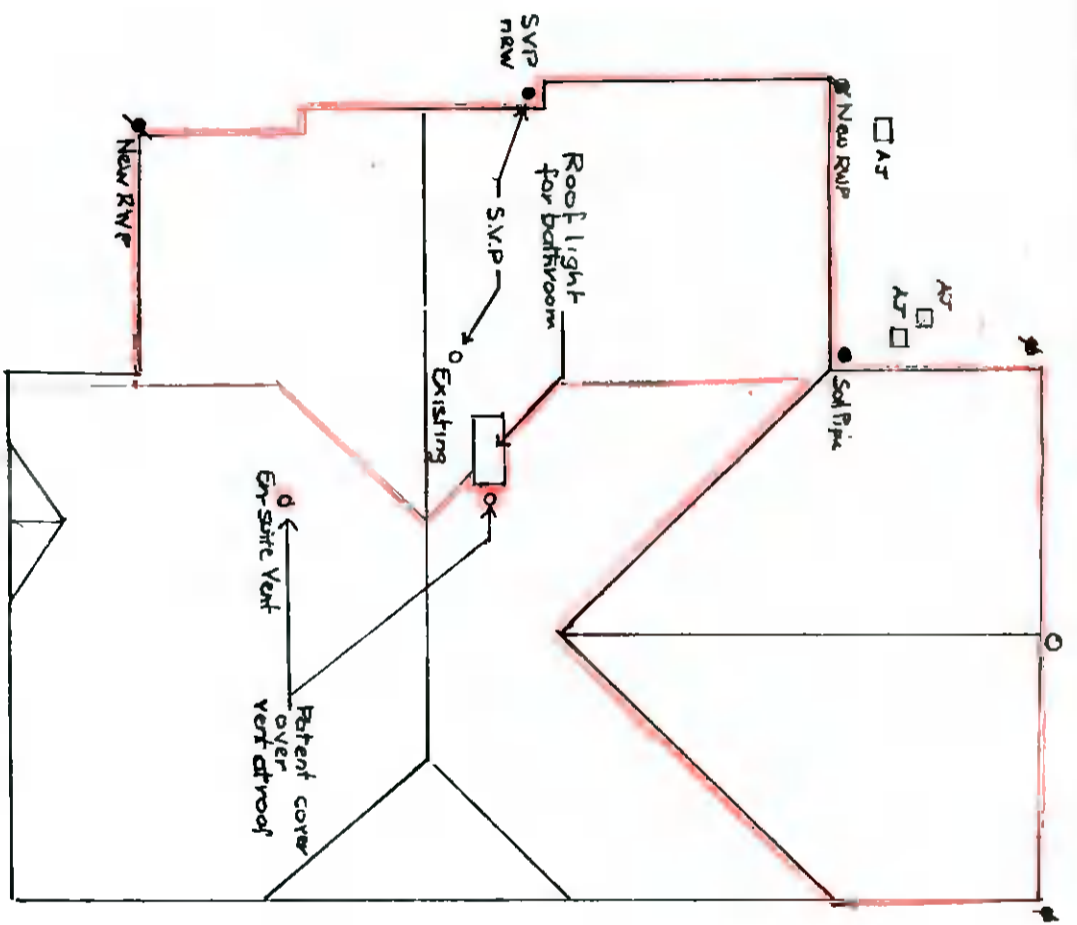 S.V.P
new
New RWP
AJ
AJ
AJ
Soil Pipe
Roof light
for bathroom
S.V.P
Existing
New RWP
En-suite Vent
Patent cover
over
vent at roof